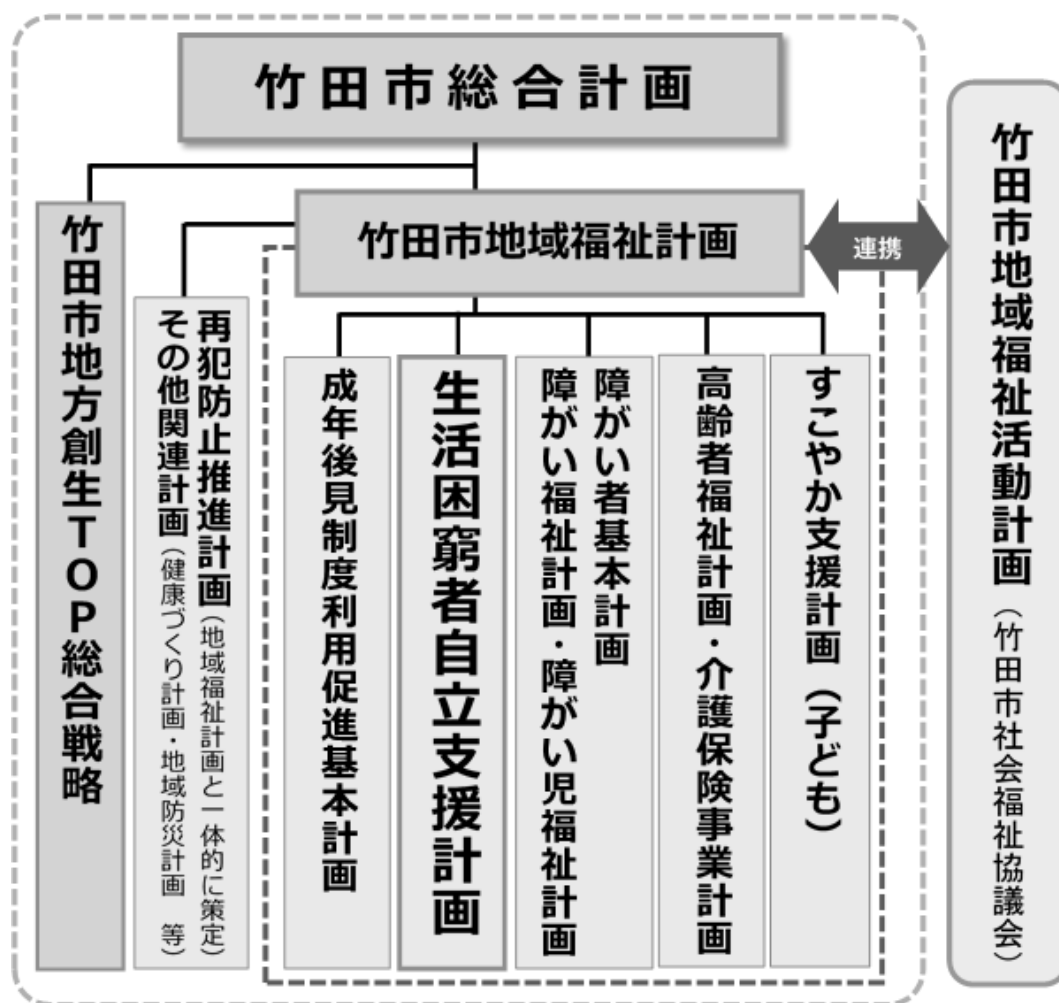 竹田市総合計画
竹田市地域福祉計画
連携
竹田市地域福祉活動計画（竹田市社会福祉協議会）
竹田市地方創生TOP総合戦略
再犯防止推進計画（地域福祉計画と一体的に策定）
その他関連計画（健康づくり計画・地域防災計画　等）
成年後見制度利用促進基本計画
生活困窮者自立支援計画
障がい者基本計画
障がい福祉計画・障がい児福祉計画
高齢者福祉計画・介護保険事業計画
すこやか支援計画（子ども）